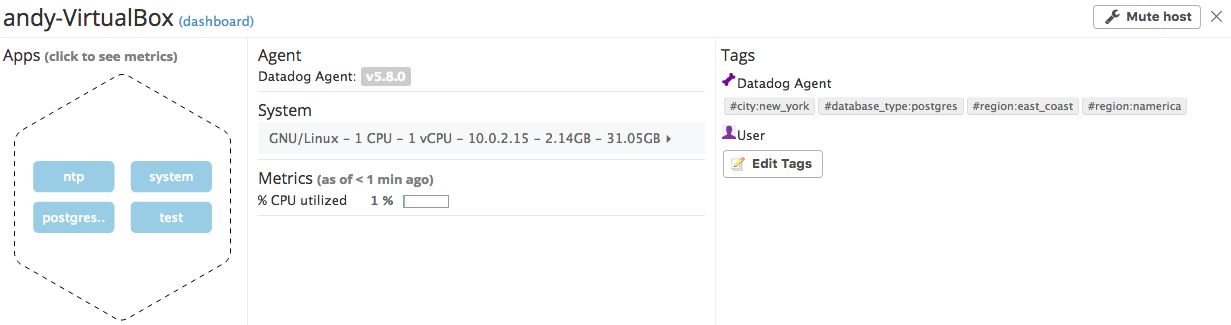 andy-VirtualBox (dashboard)
Mute host
Apps (click to see metrics)
ntp
system
postgres..
test
Agent
Datadog Agent: v5.8.0
System
GNU/Linux - 1 CPU - 1 vCPU - 10.0.2.15 - 2.14GB - 31.05GB
Metrics (as of < 1 min ago)
% CPU utilized 1 %
Tags
Datadog Agent
#city:new_york #database_type:postgres #region:east_coast #region:namerica
User
Edit Tags